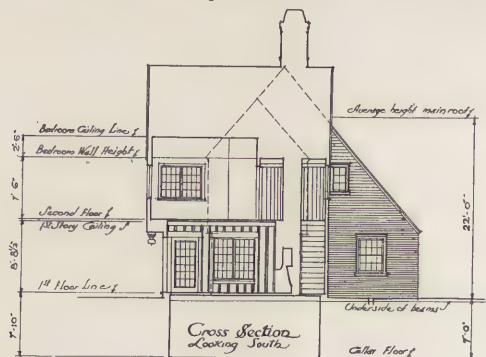 Average height main roof
Bedroom Ceiling Line
2'-6"
Bedroom Wall Height
7'-6"
Second Floor
1st Story Ceiling
8'-8½"
22'-0"
1st Floor Line
Underside of beams
7'-10"
Cross Section
Looking South
Cellar Floor
7'-0"